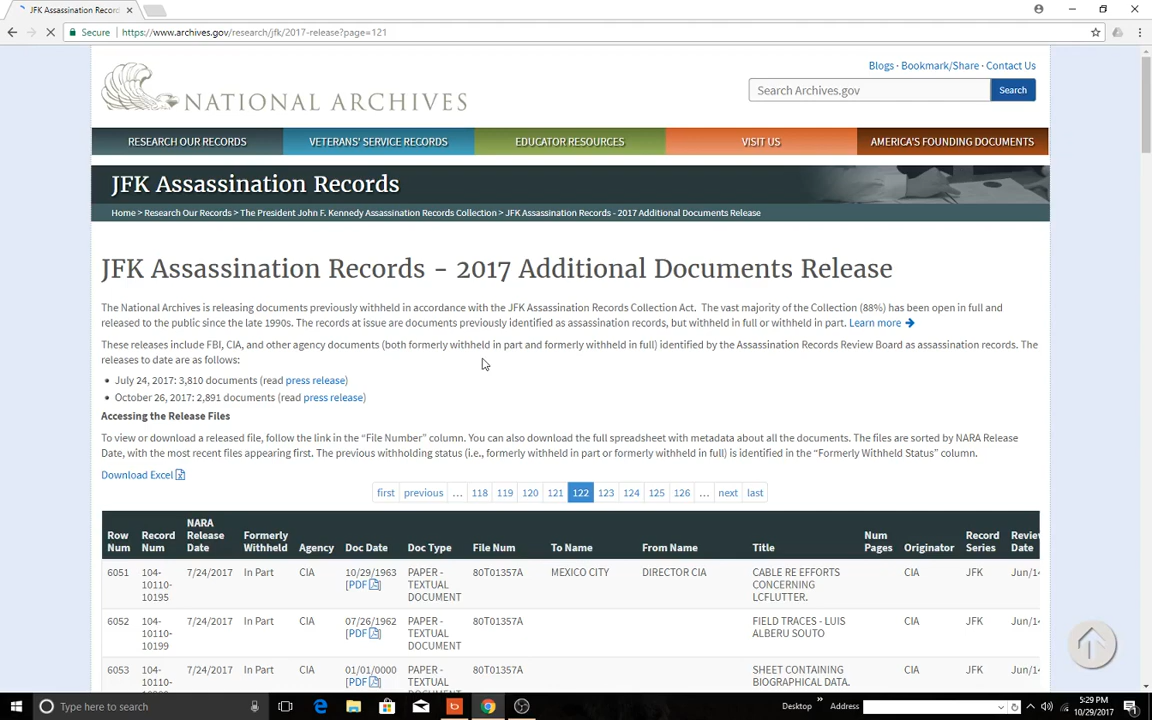 JFK Assassination Record
Secure
https://www.archives.gov/research/jfk/2017-release?page=121
Blogs · Bookmark/Share · Contact Us
NATIONAL ARCHIVES
Search Archives.gov
Search
RESEARCH OUR RECORDS
VETERANS' SERVICE RECORDS
EDUCATOR RESOURCES
VISIT US
AMERICA'S FOUNDING DOCUMENTS
JFK Assassination Records
Home > Research Our Records > The President John F. Kennedy Assassination Records Collection > JFK Assassination Records - 2017 Additional Documents Release
JFK Assassination Records - 2017 Additional Documents Release
The National Archives is releasing documents previously withheld in accordance with the JFK Assassination Records Collection Act. The vast majority of the Collection (88%) has been open in full and
released to the public since the late 1990s. The records at issue are documents previously identified as assassination records, but withheld in full or withheld in part. Learn more
These releases include FBI, CIA, and other agency documents (both formerly withheld in part and formerly withheld in full) identified by the Assassination Records Review Board as assassination records. The
releases to date are as follows:
• July 24, 2017: 3,810 documents (read press release)
• October 26, 2017: 2,891 documents (read press release)
Accessing the Release Files
To view or download a released file, follow the link in the “File Number” column. You can also download the full spreadsheet with metadata about all the documents. The files are sorted by NARA Release
Date, with the most recent files appearing first. The previous withholding status (i.e., formerly withheld in part or formerly withheld in full) is identified in the “Formerly Withheld Status” column.
Download Excel
first previous ... 118 119 120 121 122 123 124 125 126 ... next last
Row Num
Record Num
NARA Release Date
Formerly Withheld
Agency
Doc Date
Doc Type
File Num
To Name
From Name
Title
Num Pages
Originator
Record Series
Review Date
6051
104-10110-10195
7/24/2017
In Part
CIA
10/29/1963 [PDF]
PAPER - TEXTUAL DOCUMENT
80T01357A
MEXICO CITY
DIRECTOR CIA
CABLE RE EFFORTS CONCERNING LCFLUTTER.
CIA
JFK
Jun/14
6052
104-10110-10199
7/24/2017
In Part
CIA
07/26/1962 [PDF]
PAPER - TEXTUAL DOCUMENT
80T01357A
FIELD TRACES - LUIS ALBERU SOUTO
CIA
JFK
Jun/14
6053
104-10110-
7/24/2017
In Part
CIA
01/01/0000 [PDF]
PAPER - TEXTUAL
80T01357A
SHEET CONTAINING BIOGRAPHICAL DATA.
CIA
JFK
Jun/14
Type here to search
Desktop
Address
5:29 PM
10/29/2017